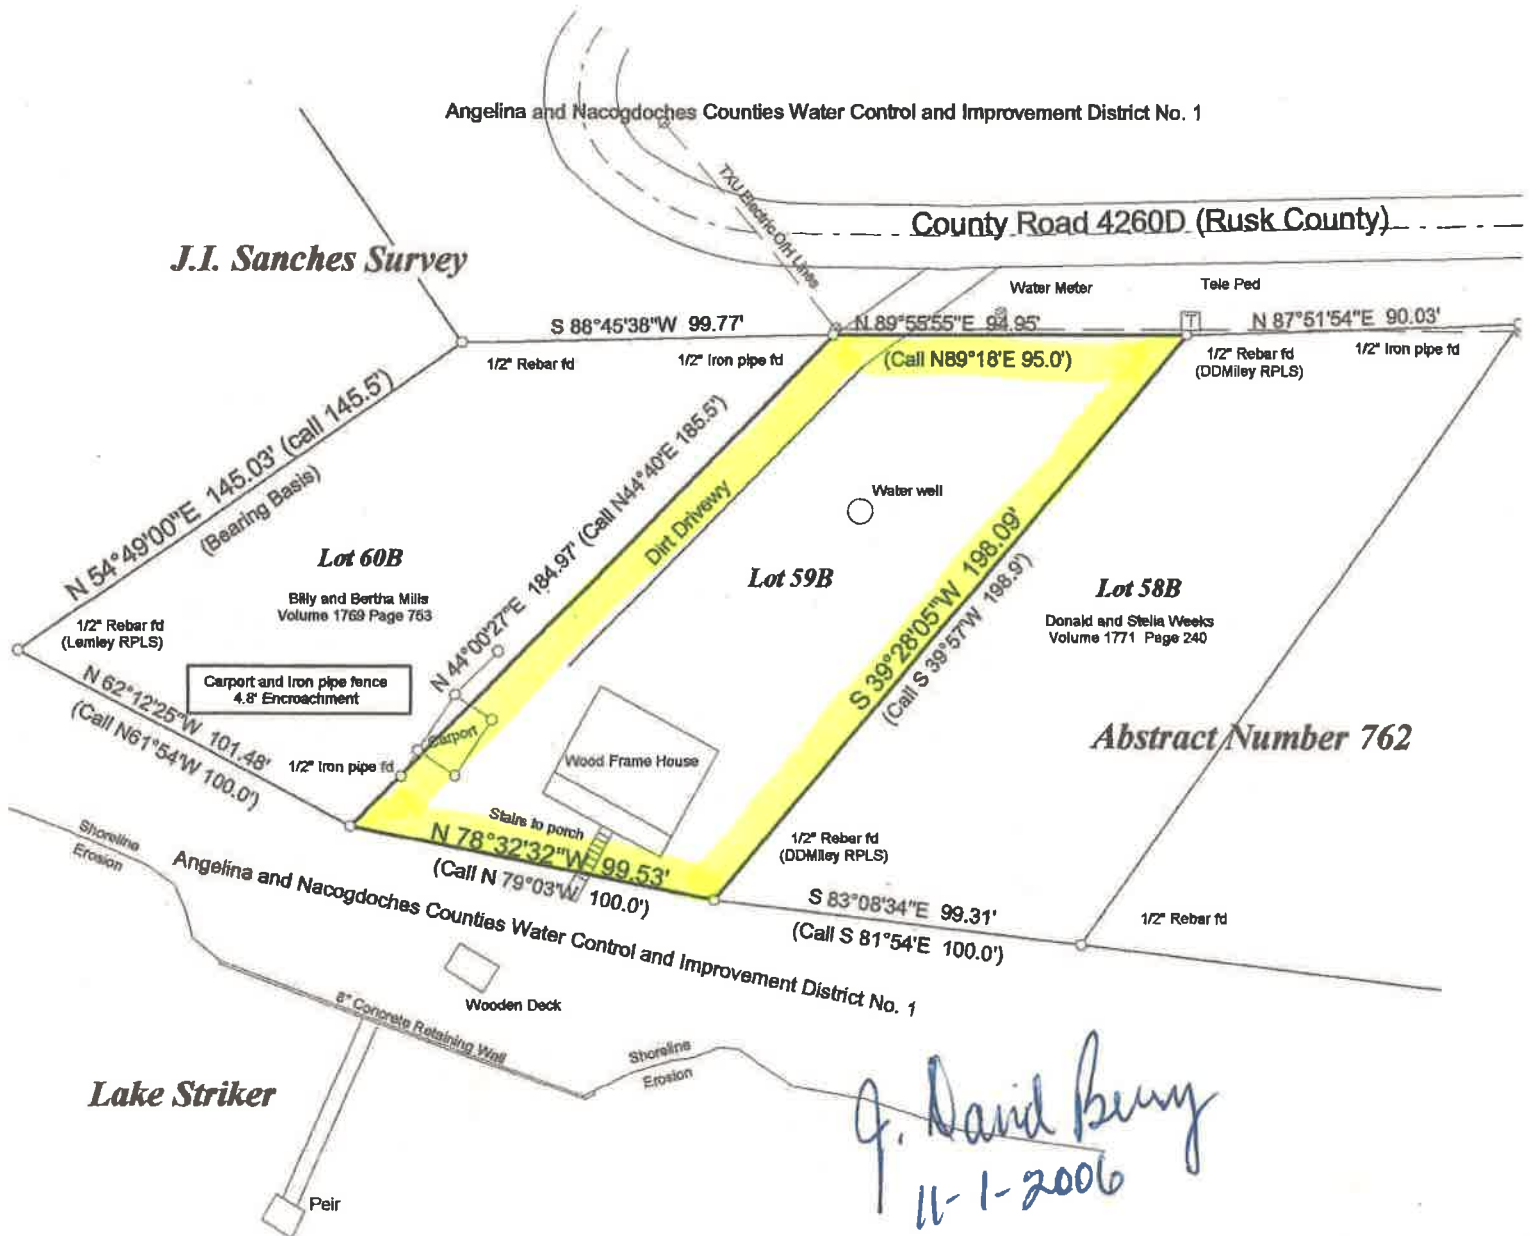 Angelina and Nacogdoches Counties Water Control and Improvement District No. 1
TXU Electric O/H Lines
County Road 4260D (Rusk County)
J.I. Sanches Survey
Water Meter
Tele Ped
S 88°45'38"W 99.77'
N 89°55'55"E 94.95'
T
N 87°51'54"E 90.03'
1/2" Rebar fd
1/2" Iron pipe fd
(Call N89°18'E 95.0')
1/2" Rebar fd
(DDMiley RPLS)
1/2" Iron pipe fd
N 54°49'00"E 145.03' (call 145.5')
(Bearing Basis)
N 44°00'27"E 184.97' (Call N44°40'E 185.5')
Dirt Drivewy
Water well
Lot 60B
Billy and Bertha Mills
Volume 1769 Page 753
Lot 59B
Lot 58B
Donald and Stella Weeks
Volume 1771 Page 240
S 39°28'05"W 198.09'
(Call S 39°57'W 198.9')
1/2" Rebar fd
(Lemley RPLS)
Carport and Iron pipe fence
4.8' Encroachment
N 62°12'25"W 101.48'
(Call N61°54'W 100.0')
1/2" Iron pipe fd
Carport
Wood Frame House
Abstract Number 762
Stairs to porch
N 78°32'32"W 99.53'
(Call N 79°03'W 100.0')
1/2" Rebar fd
(DDMiley RPLS)
S 83°08'34"E 99.31'
(Call S 81°54'E 100.0')
1/2" Rebar fd
Shoreline
Erosion
Angelina and Nacogdoches Counties Water Control and Improvement District No. 1
Wooden Deck
8" Concrete Retaining Wall
Shoreline
Erosion
Lake Striker
Peir
J. David Berry
11-1-2006